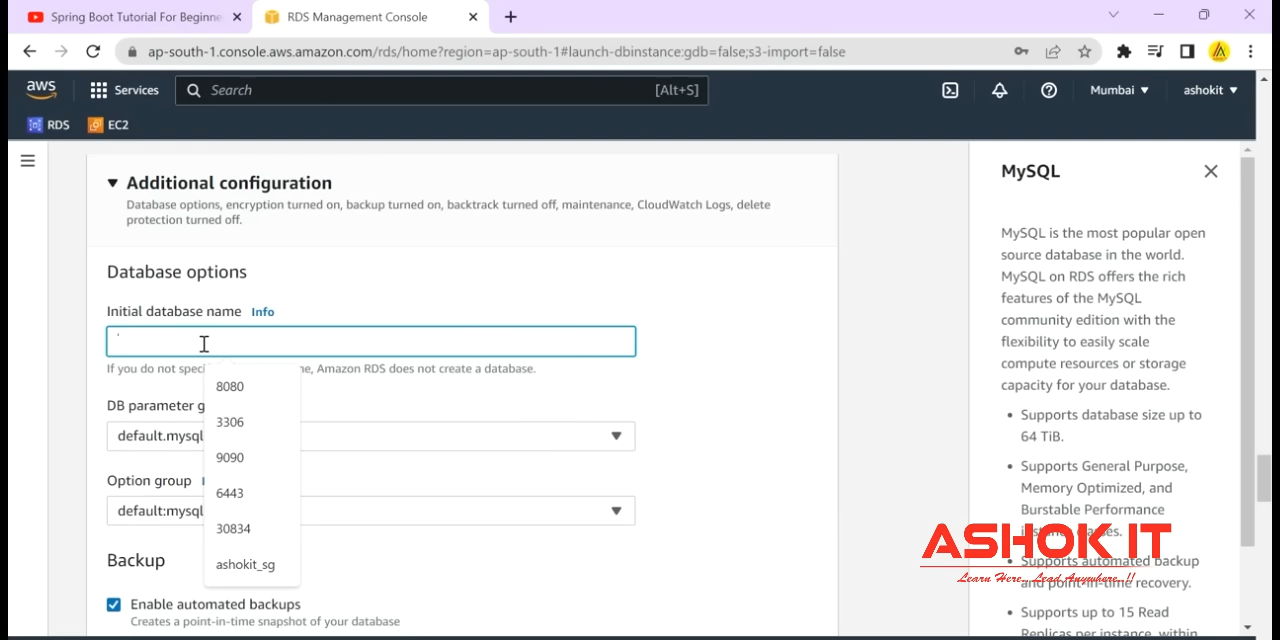 Spring Boot Tutorial For Beginne
RDS Management Console
ap-south-1.console.aws.amazon.com/rds/home?region=ap-south-1#launch-dbinstance:gdb=false;s3-import=false
aws
Services
Search
[Alt+S]
Mumbai
ashokit
RDS
EC2
Additional configuration
Database options, encryption turned on, backup turned on, backtrack turned off, maintenance, CloudWatch Logs, delete
protection turned off.
Database options
Initial database name Info
If you do not speci
e, Amazon RDS does not create a database.
8080
3306
9090
6443
30834
ashokit_sg
DB parameter g
default.mysql
Option group
default:mysql
Backup
Enable automated backups
Creates a point-in-time snapshot of your database
MySQL
MySQL is the most popular open
source database in the world.
MySQL on RDS offers the rich
features of the MySQL
community edition with the
flexibility to easily scale
compute resources or storage
capacity for your database.
• Supports database size up to
64 TiB.
• Supports General Purpose,
Memory Optimized, and
Burstable Performance
instance classes.
• Supports automated backup
and point-in-time recovery.
• Supports up to 15 Read
Replicas per instance, within
ASHOK IT
Learn Here...Lead Anywhere..!!